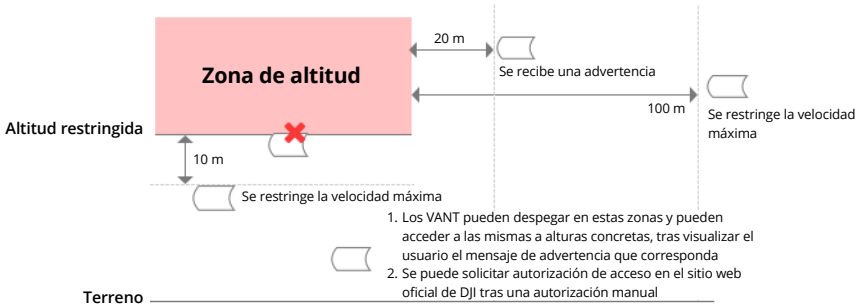 20 m
Zona de altitud
Se recibe una advertencia
100 m
Se restringe la velocidad
máxima
Altitud restringida
10 m
Se restringe la velocidad máxima
1. Los VANT pueden despegar en estas zonas y pueden
acceder a las mismas a alturas concretas, tras visualizar el
usuario el mensaje de advertencia que corresponda
2. Se puede solicitar autorización de acceso en el sitio web
oficial de DJI tras una autorización manual
Terreno